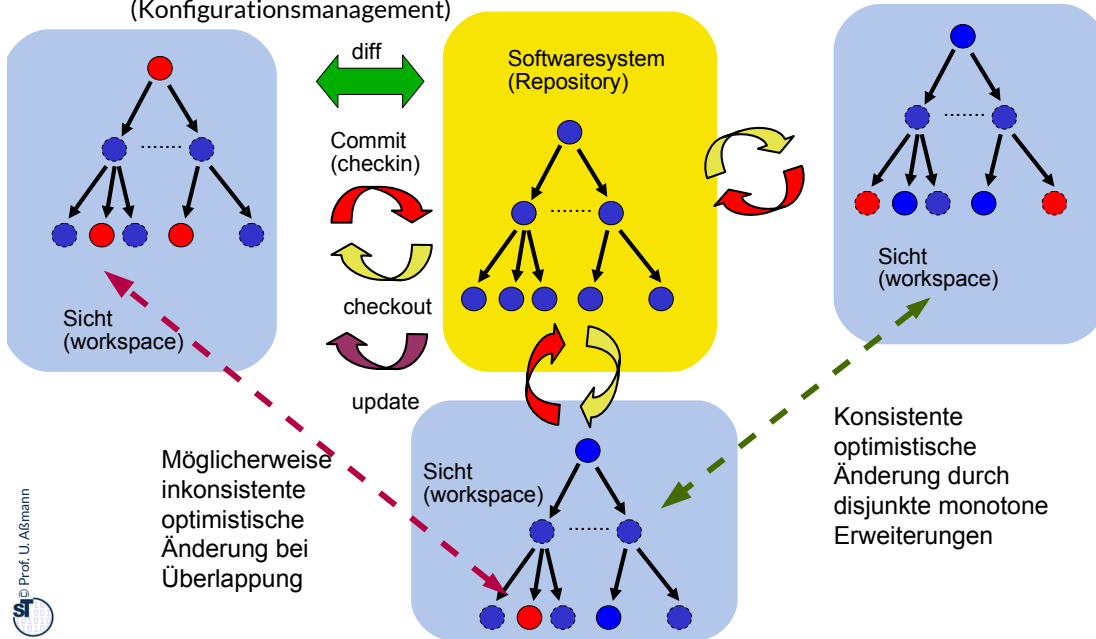 (Konfigurationsmanagement)
diff
Softwaresystem
(Repository)
Commit
(checkin)
checkout
update
Sicht
(workspace)
Sicht
(workspace)
Sicht
(workspace)
Möglicherweise
inkonsistente
optimistische
Änderung bei
Überlappung
Konsistente
optimistische
Änderung durch
disjunkte monotone
Erweiterungen
© Prof. U. Aßmann
ST